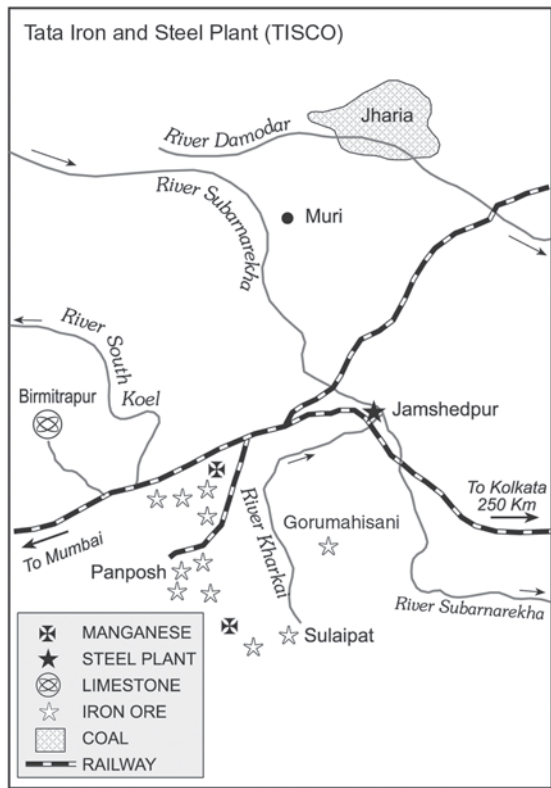 Tata Iron and Steel Plant (TISCO)
Jharia
River Damodar
River Subarnarekha
Muri
River South
Koel
Birmitrapur
Jamshedpur
To Kolkata
250 Km
To Mumbai
River Kharkai
Gorumahisani
Panposh
River Subarnarekha
Sulaipat
MANGANESE
STEEL PLANT
LIMESTONE
IRON ORE
COAL
RAILWAY